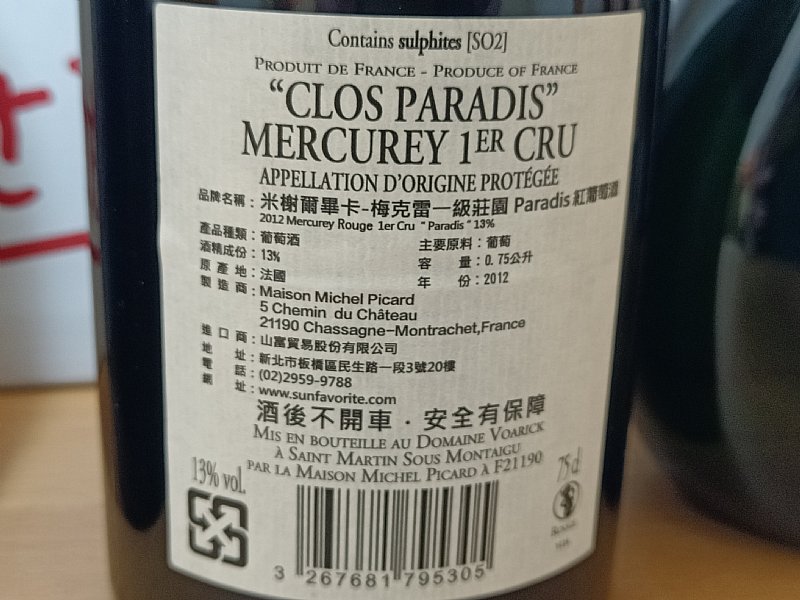 Contains sulphites [SO2]
PRODUIT DE FRANCE - PRODUCE OF FRANCE
“CLOS PARADIS”
MERCUREY 1ER CRU
APPELLATION D'ORIGINE PROTÉGÉE
品牌名稱：米榭爾畢卡-梅克雷一級莊園 Paradis 紅葡萄酒
2012 Mercurey Rouge 1er Cru “Paradis” 13%
產品種類：葡萄酒 主要原料：葡萄
酒精成份：13% 容 量：0.75公升
原產地：法國 年 份：2012
製造商：Maison Michel Picard
5 Chemin du Château
21190 Chassagne-Montrachet,France
進口商：山富貿易股份有限公司
地 址：新北市板橋區民生路一段3號20樓
電 話：(02)2959-9788
網 址：www.sunfavorite.com
酒後不開車．安全有保障
MIS EN BOUTEILLE AU DOMAINE VOARICK
À SAINT MARTIN SOUS MONTAIGU
PAR LA MAISON MICHEL PICARD À F21190
13% vol. 75 cl
3 267681 795305